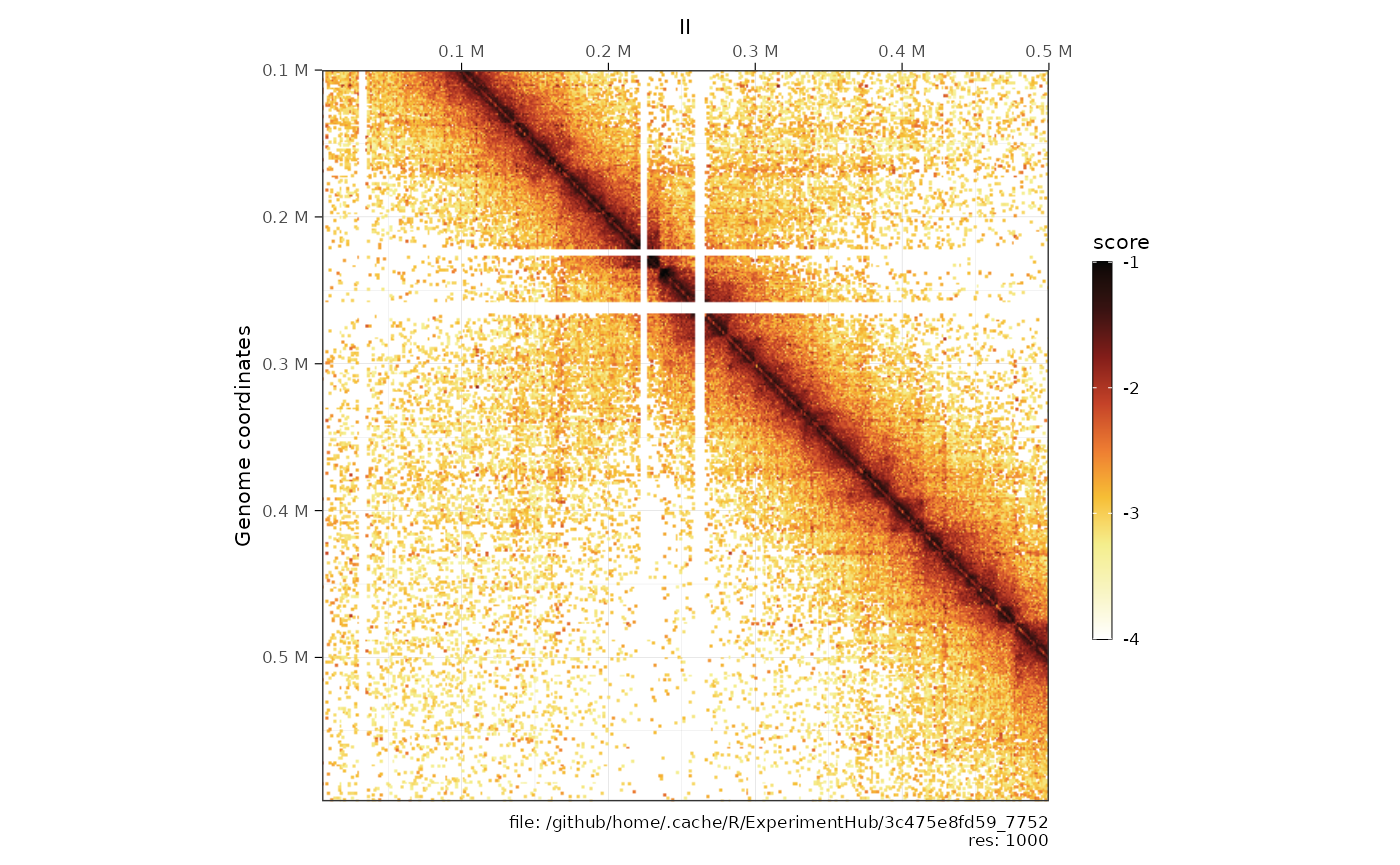 II
0.1 M 0.2 M 0.3 M 0.4 M 0.5 M
0.1 M
0.2 M
0.3 M
0.4 M
0.5 M
Genome coordinates
score
-1
-2
-3
-4
file: /github/home/.cache/R/ExperimentHub/3c475e8fd59_7752
res: 1000